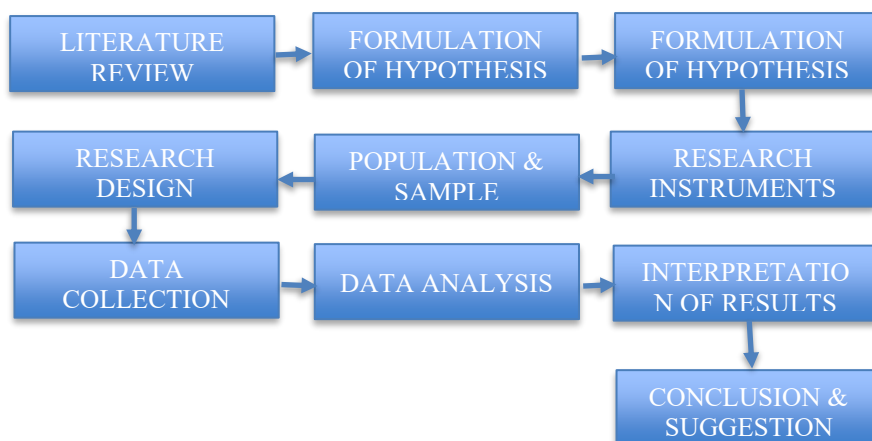 LITERATURE
REVIEW
FORMULATION
OF HYPOTHESIS
FORMULATION
OF HYPOTHESIS
RESEARCH
INSTRUMENTS
POPULATION &
SAMPLE
RESEARCH
DESIGN
DATA
COLLECTION
DATA ANALYSIS
INTERPRETATIO
N OF RESULTS
CONCLUSION &
SUGGESTION